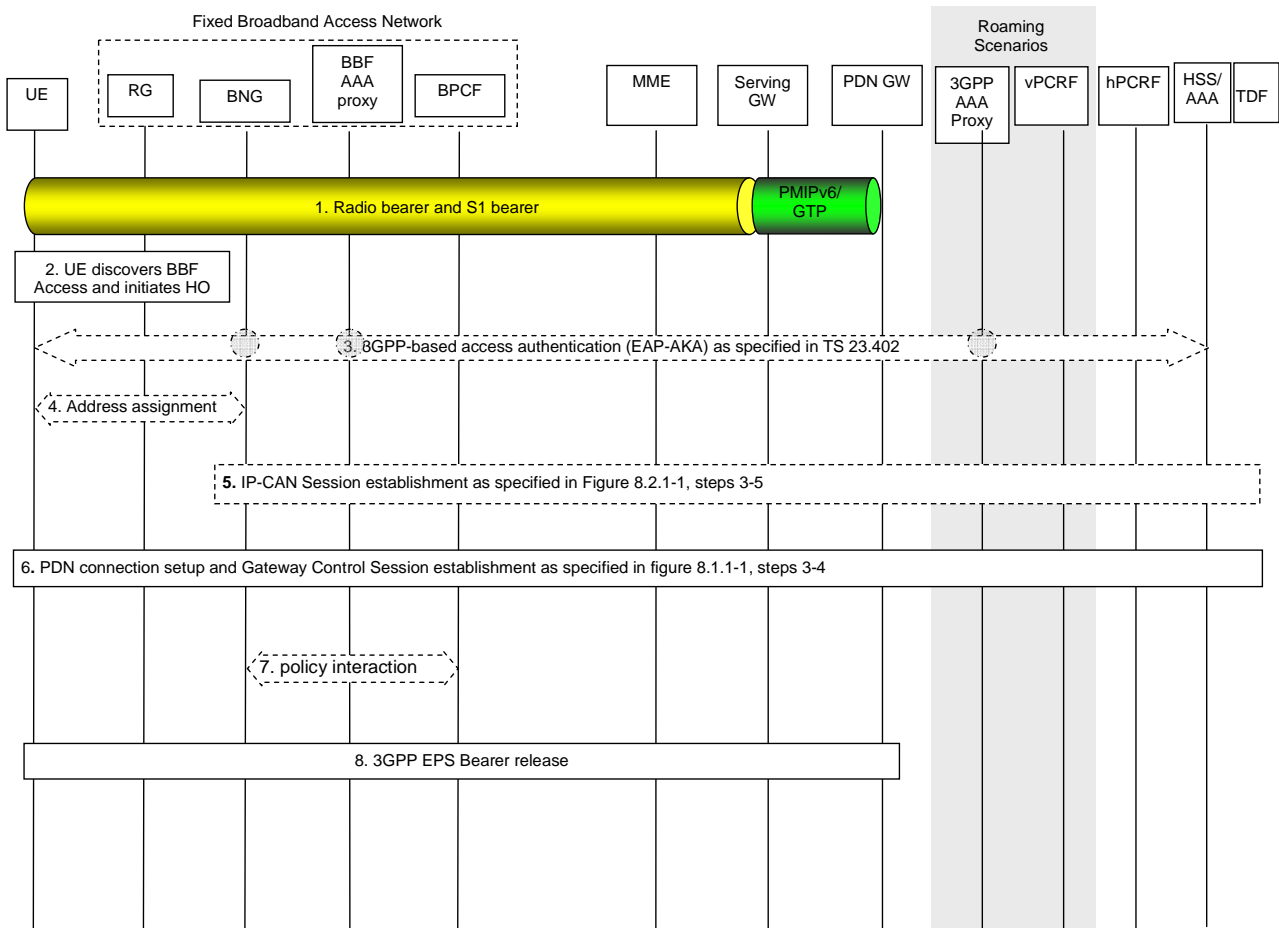 Fixed Broadband Access Network
Roaming
Scenarios
UE
RG
BNG
BBF
AAA
proxy
BPCF
MME
Serving
GW
PDN GW
3GPP
AAA
Proxy
vPCRF
hPCRF
HSS/
AAA
TDF
1. Radio bearer and S1 bearer
PMIPv6/
GTP
2. UE discovers BBF
Access and initiates HO
3. 3GPP-based access authentication (EAP-AKA) as specified in TS 23.402
4. Address assignment
5. IP-CAN Session establishment as specified in Figure 8.2.1-1, steps 3-5
6. PDN connection setup and Gateway Control Session establishment as specified in figure 8.1.1-1, steps 3-4
7. policy interaction
8. 3GPP EPS Bearer release